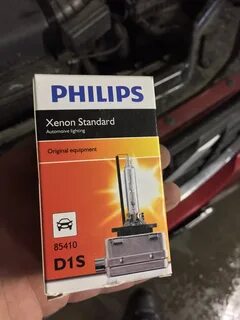 PHILIPS
Xenon Standard
Automotive lighting
Original equipment
85410
D1S